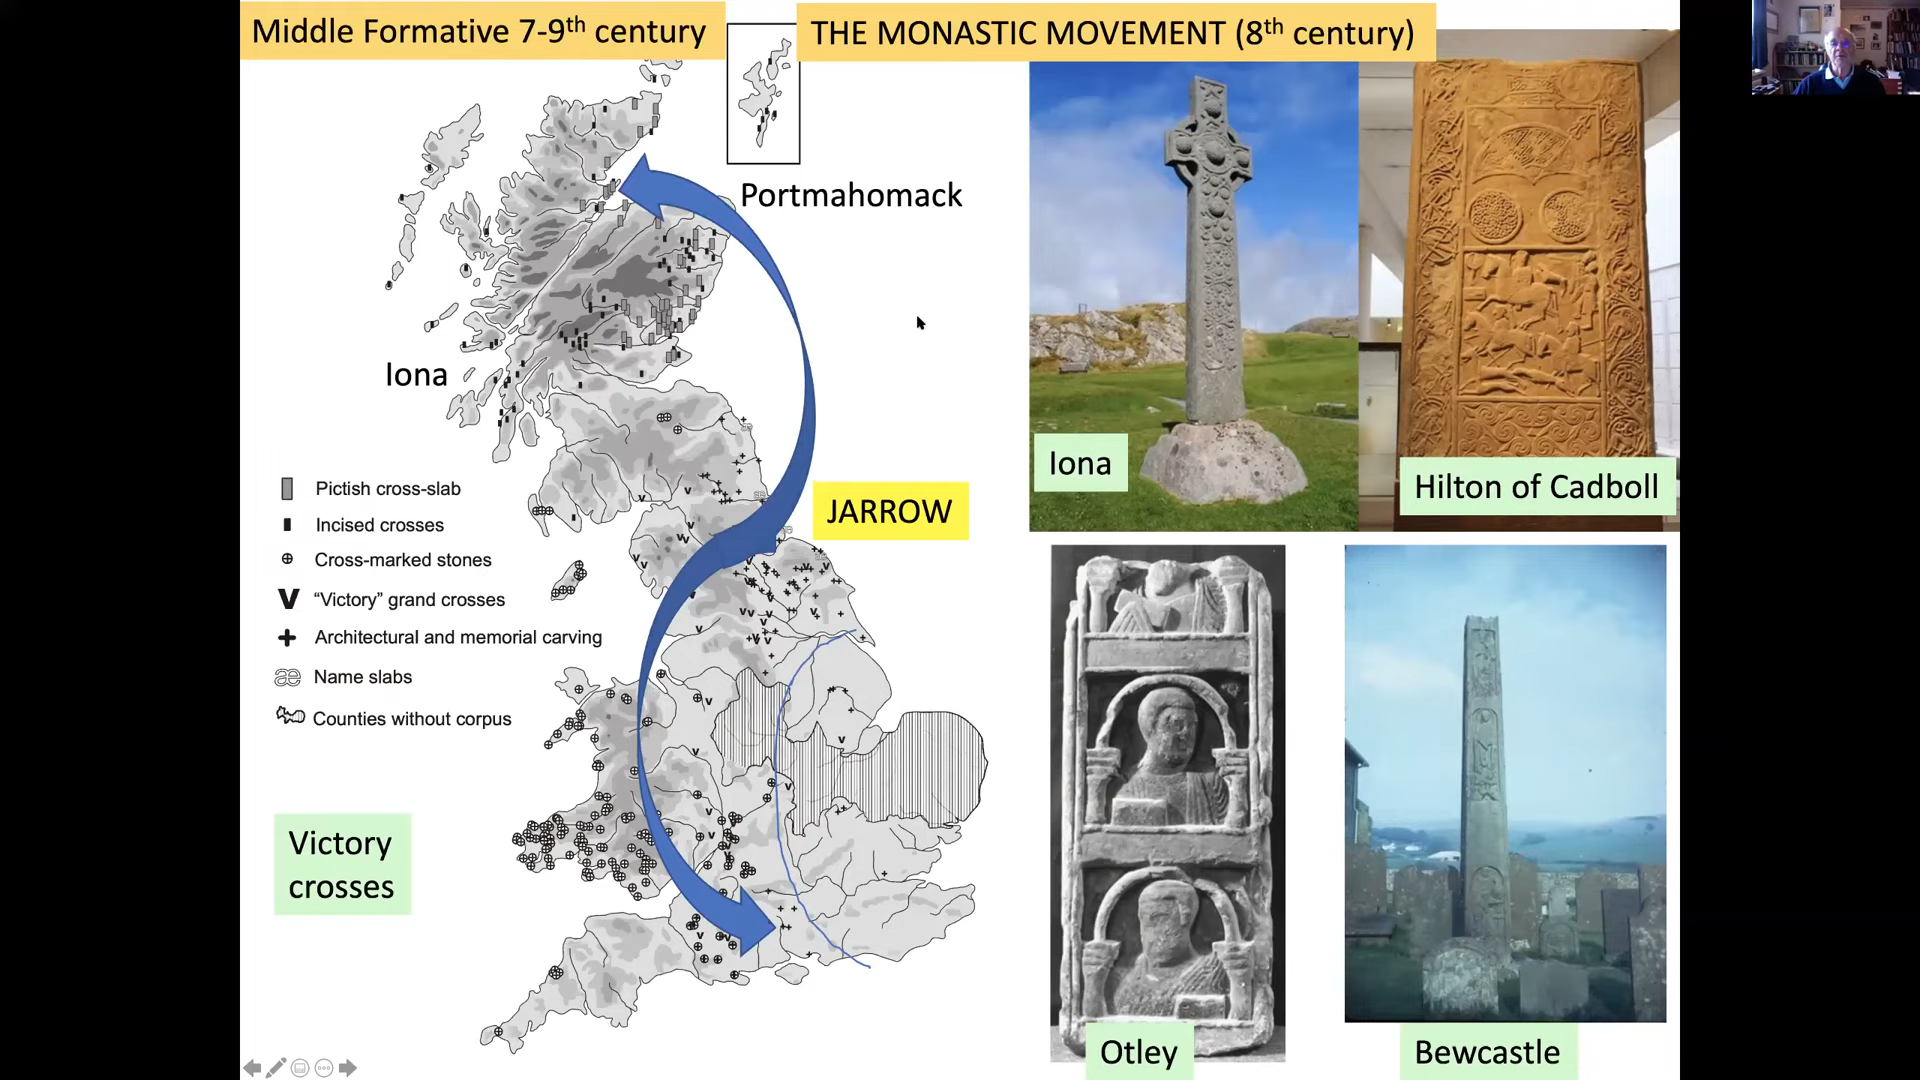 Middle Formative 7-9th century
THE MONASTIC MOVEMENT (8th century)
Portmahomack
Iona
JARROW
Pictish cross-slab
Incised crosses
Cross-marked stones
V "Victory" grand crosses
Architectural and memorial carving
æ Name slabs
Counties without corpus
Victory
crosses
Iona
Hilton of Cadboll
Otley
Bewcastle